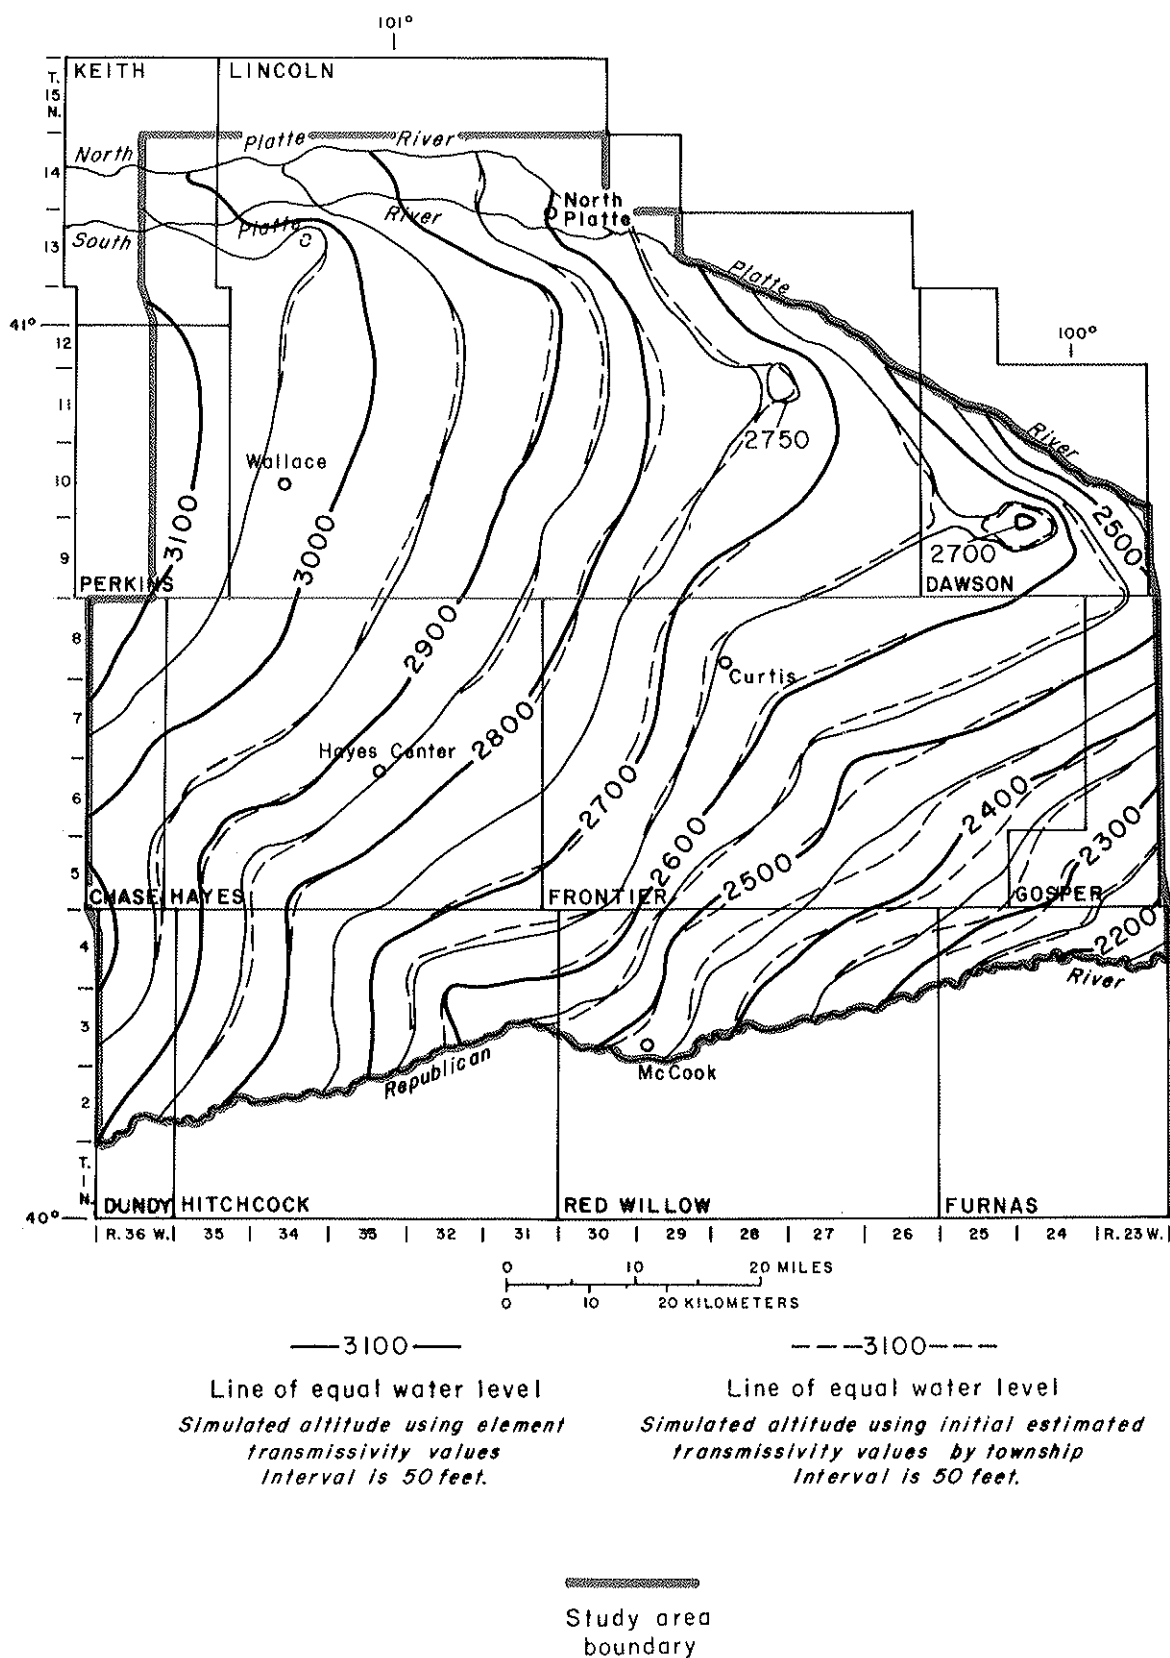 101°
KEITH
LINCOLN
T.
15
N.
North Platte River
14
North
Platte
South Platte River
13
Platte
41°
100°
12
11
2750
River
Wallace
10
3100
3000
2500
9
2700
PERKINS
DAWSON
8
2900
Curtis
7
2800
Hayes Center
6
2700
2400
2600
2300
5
2500
CHASE
HAYES
FRONTIER
GOSPER
4
2200
River
3
Republican
McCook
2
T.
1
N.
DUNDY
HITCHCOCK
RED WILLOW
FURNAS
40°
R. 36 W. 35 34 33 32 31 30 29 28 27 26 25 24 R. 23 W.
0 10 20 MILES
0 10 20 KILOMETERS
3100
3100
Line of equal water level
Simulated altitude using element
transmissivity values
Interval is 50 feet.
Line of equal water level
Simulated altitude using initial estimated
transmissivity values by township
Interval is 50 feet.
Study area
boundary